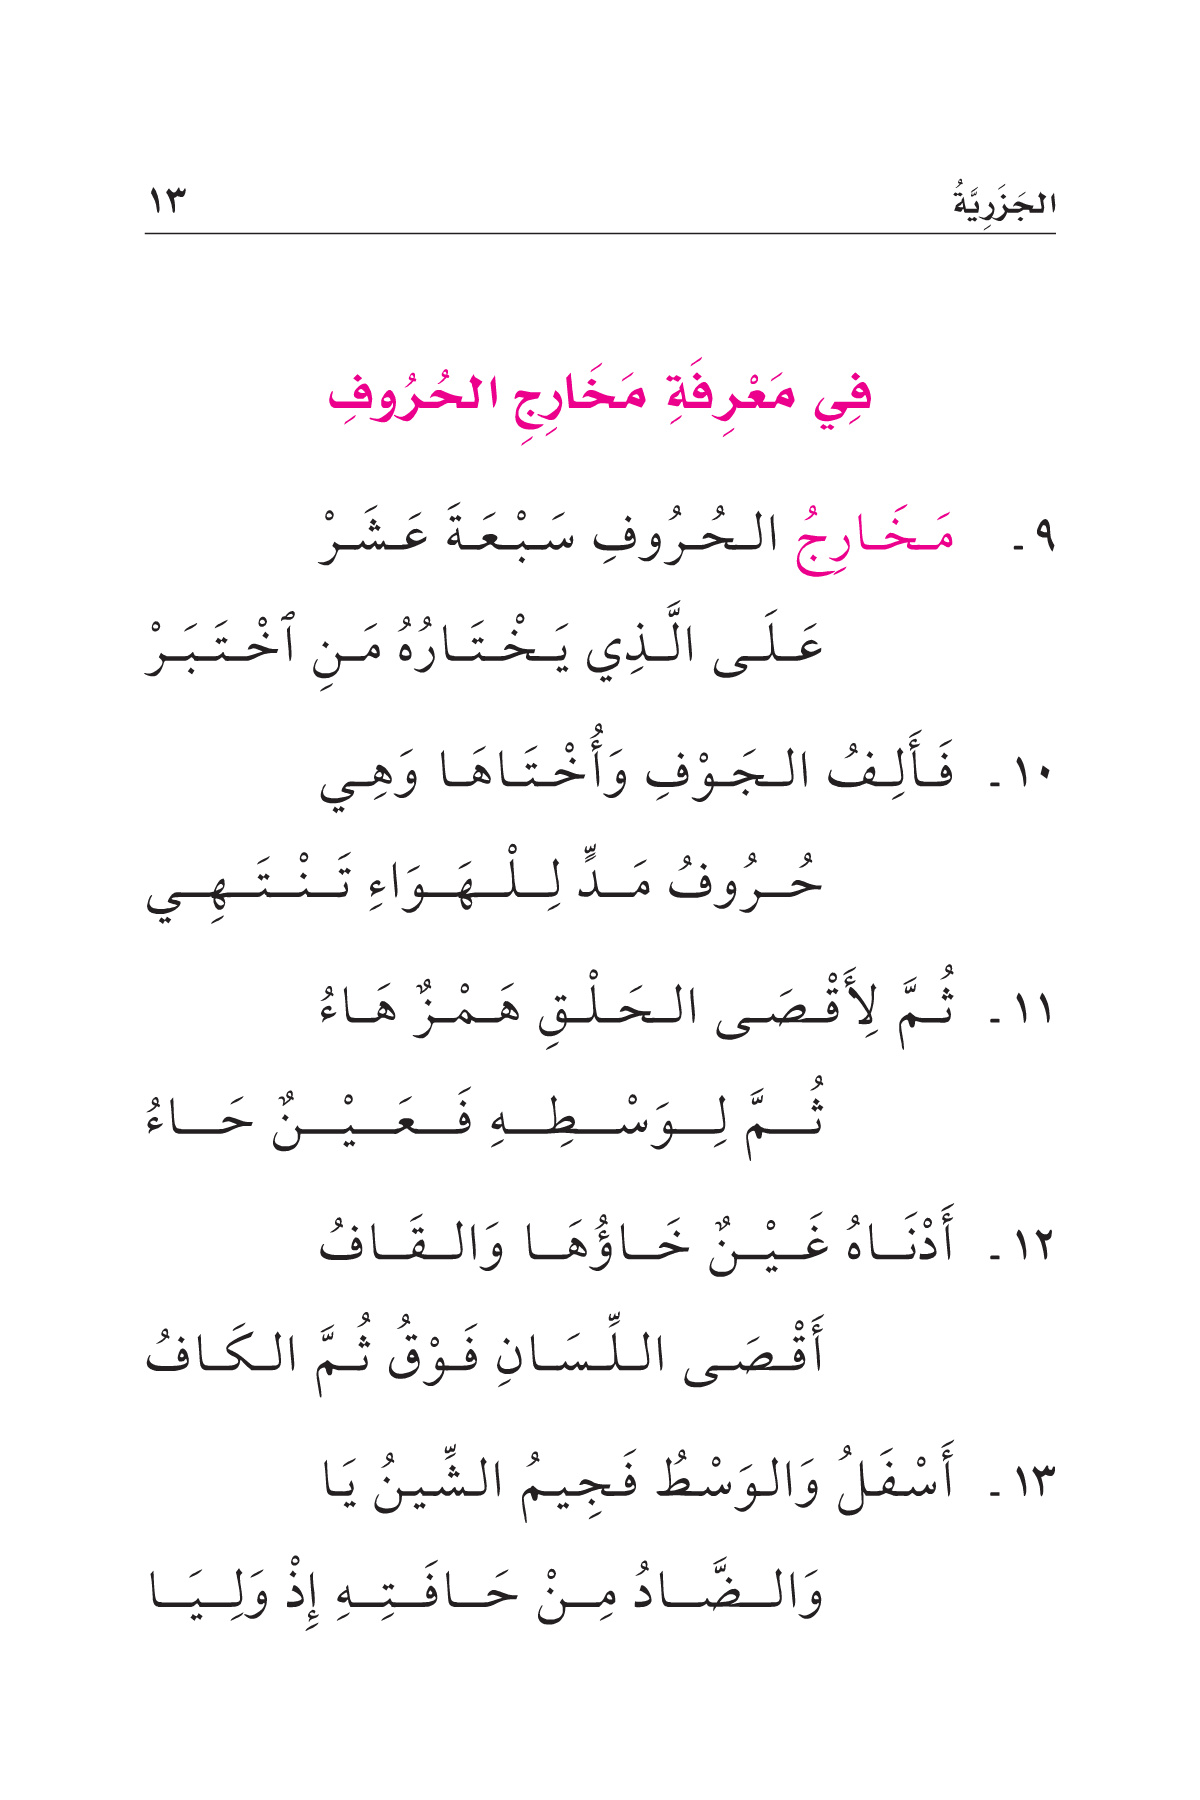 الجَزَرِيَّةُ ١٣
فِي مَعْرِفَةِ مَخَارِجِ الحُرُوفِ
٩ ـ مَخَارِجُ الحُرُوفِ سَبْعَةَ عَشَرْ
عَلَى الَّذِي يَخْتَارُهُ مَنِ ٱخْتَبَرْ
١٠ ـ فَأَلِفُ الجَوْفِ وَأُخْتَاهَا وَهِي
حُرُوفُ مَدٍّ لِلْهَوَاءِ تَنْتَهِي
١١ ـ ثُمَّ لِأَقْصَى الحَلْقِ هَمْزٌ هَاءُ
ثُمَّ لِوَسْطِهِ فَعَيْنٌ حَاءُ
١٢ ـ أَدْنَاهُ غَيْنٌ خَاؤُهَا وَالقَافُ
أَقْصَى اللِّسَانِ فَوْقُ ثُمَّ الكَافُ
١٣ ـ أَسْفَلُ وَالوَسْطُ فَجِيمُ الشِّينُ يَا
وَالضَّادُ مِنْ حَافَتِهِ إِذْ وَلِيَا